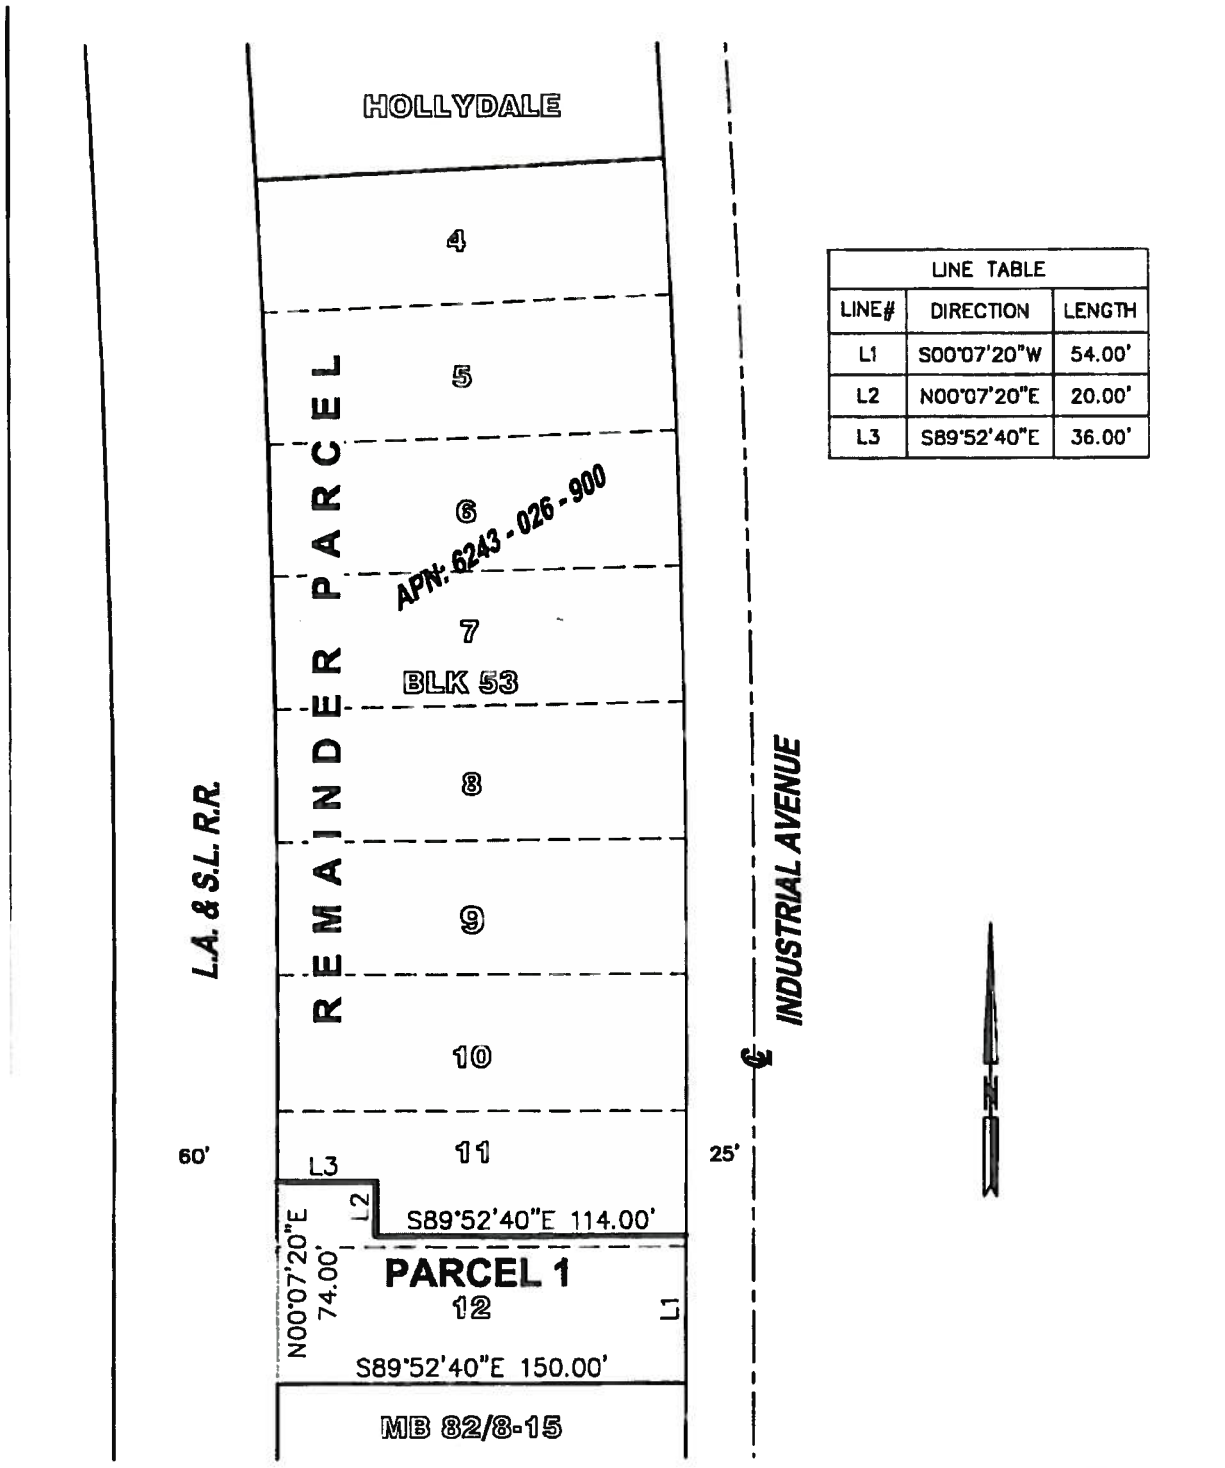 HOLLYDALE
4
5
6
APN: 6243 - 026 - 900
7
BLK 53
8
9
10
11
REMAINDER PARCEL
L.A. & S.L. R.R.
INDUSTRIAL AVENUE
LINE TABLE
LINE# DIRECTION LENGTH
L1 S00°07'20"W 54.00'
L2 N00°07'20"E 20.00'
L3 S89°52'40"E 36.00'
N
60'
25'
L3
L2
S89°52'40"E 114.00'
N00°07'20"E
74.00'
PARCEL 1
12
L1
S89°52'40"E 150.00'
MB 82/8-15